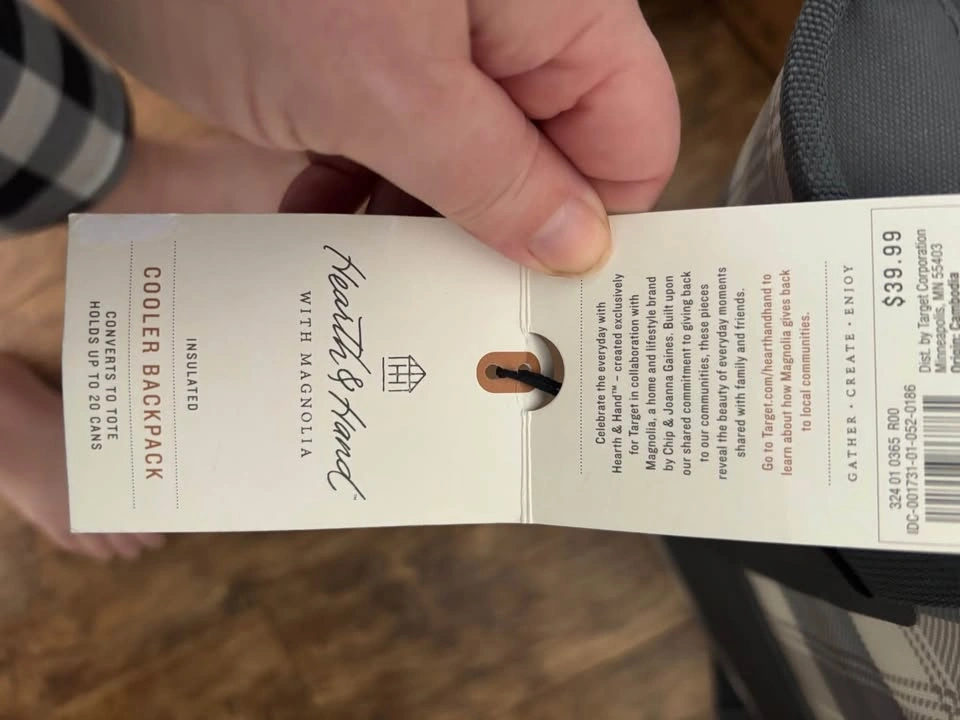 Hearth & Hand™
WITH MAGNOLIA
INSULATED
COOLER BACKPACK
CONVERTS TO TOTE
HOLDS UP TO 20 CANS
Celebrate the everyday with
Hearth & Hand™ – created exclusively
for Target in collaboration with
Magnolia, a home and lifestyle brand
by Chip & Joanna Gaines. Built upon
our shared commitment to giving back
to our communities, these pieces
reveal the beauty of everyday moments
shared with family and friends.
Go to Target.com/hearthandhand to
learn about how Magnolia gives back
to local communities.
GATHER • CREATE • ENJOY
$39.99
324 01 0365 R00
IDC-001731-01-052-0186
Dist. by Target Corporation
Minneapolis, MN 55403
Origin: Cambodia